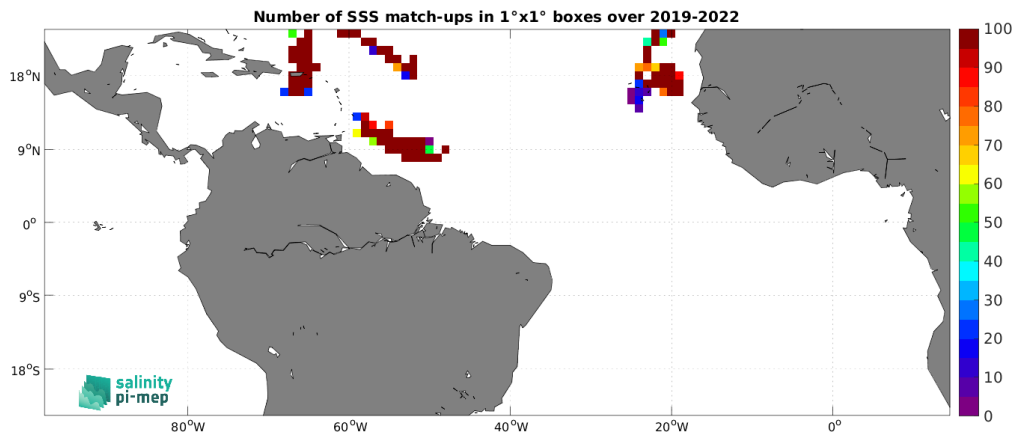 Number of SSS match-ups in 1°x1° boxes over 2019-2022
18°N
9°N
0°
9°S
18°S
80°W
60°W
40°W
20°W
0°
100
90
80
70
60
50
40
30
20
10
0
salinity
pi-mep